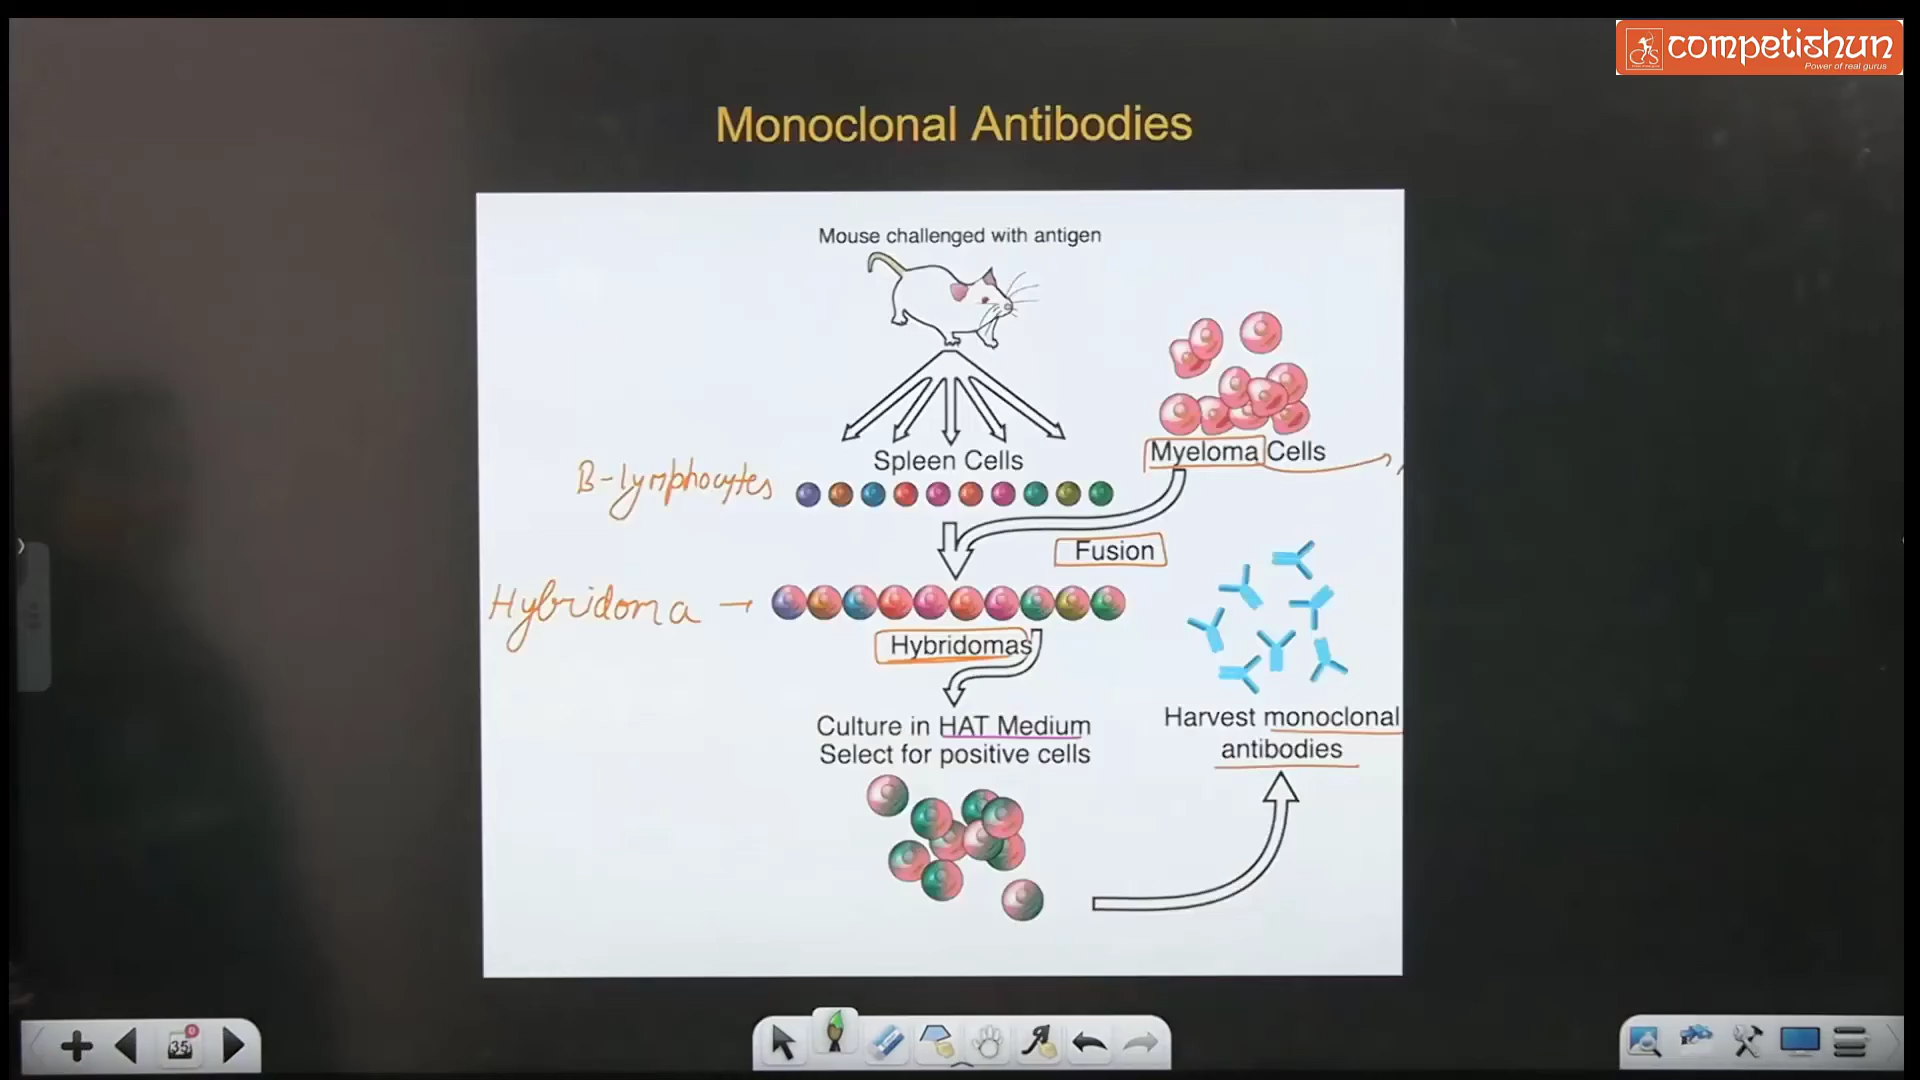 competishun
Power of real gurus
Monoclonal Antibodies
Mouse challenged with antigen
Spleen Cells
Myeloma Cells
B-lymphocytes
Fusion
Hybridoma →
Hybridomas
Culture in HAT Medium
Select for positive cells
Harvest monoclonal
antibodies
35